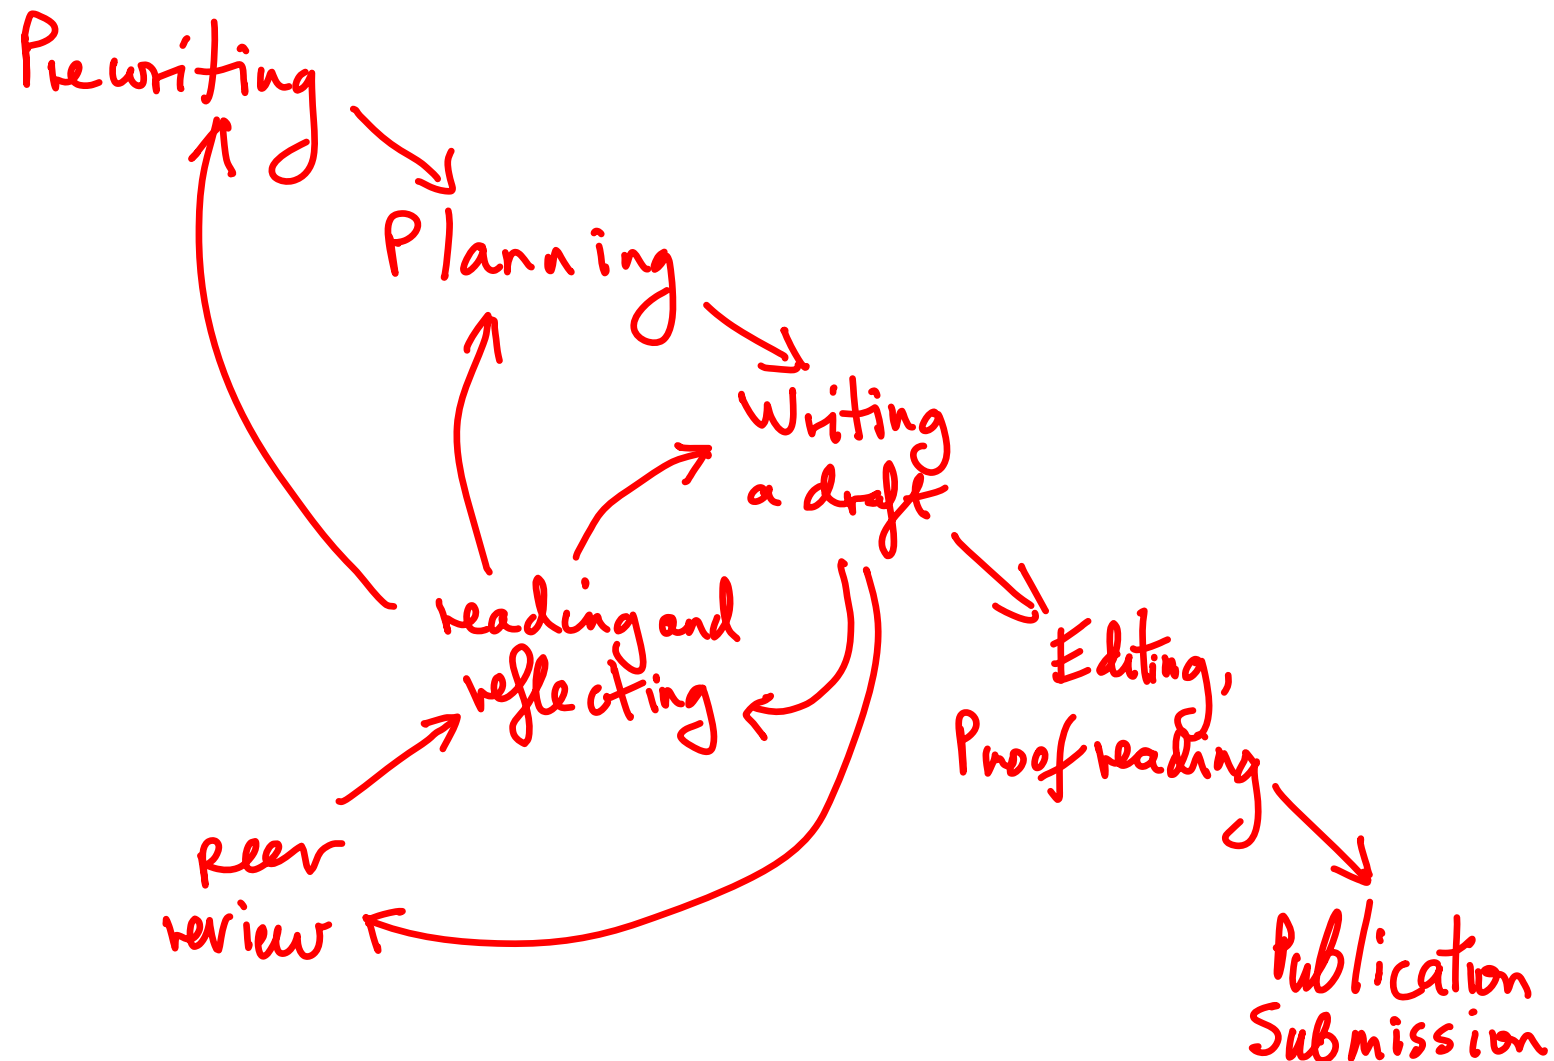 Prewriting
Planning
Writing
a draft
reading and
reflecting
Editing,
Proofreading
peer
review
Publication
Submission